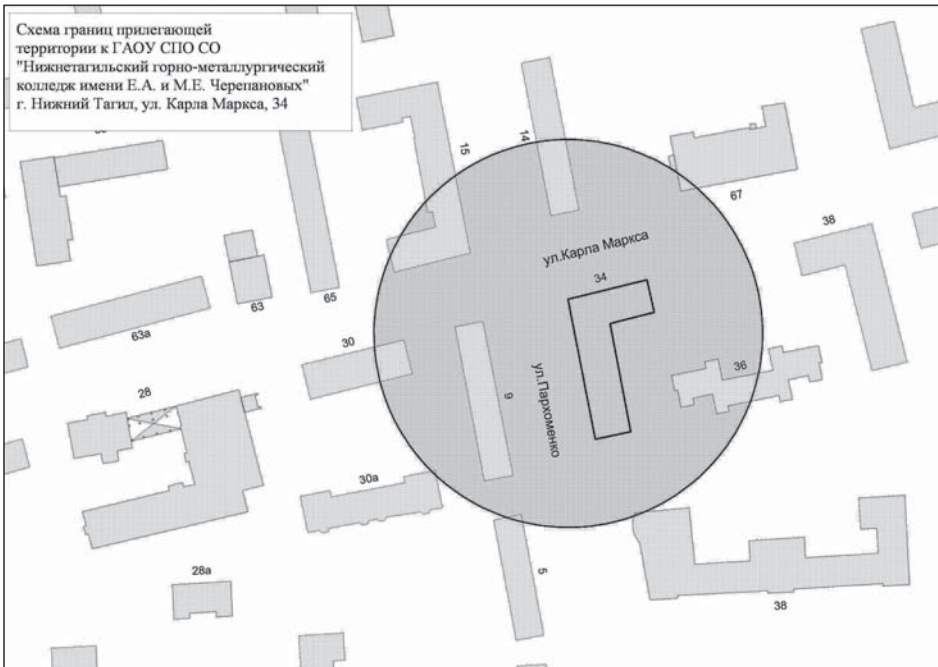 Схема границ прилегающей
территории к ГАОУ СПО СО
"Нижнетагильский горно-металлургический
колледж имени Е.А. и М.Е. Черепановых"
г. Нижний Тагил, ул. Карла Маркса, 34
14
15
67
38
ул.Карла Маркса
34
63
65
63а
30
36
28
9
ул.Пархоменко
30а
28а
5
38